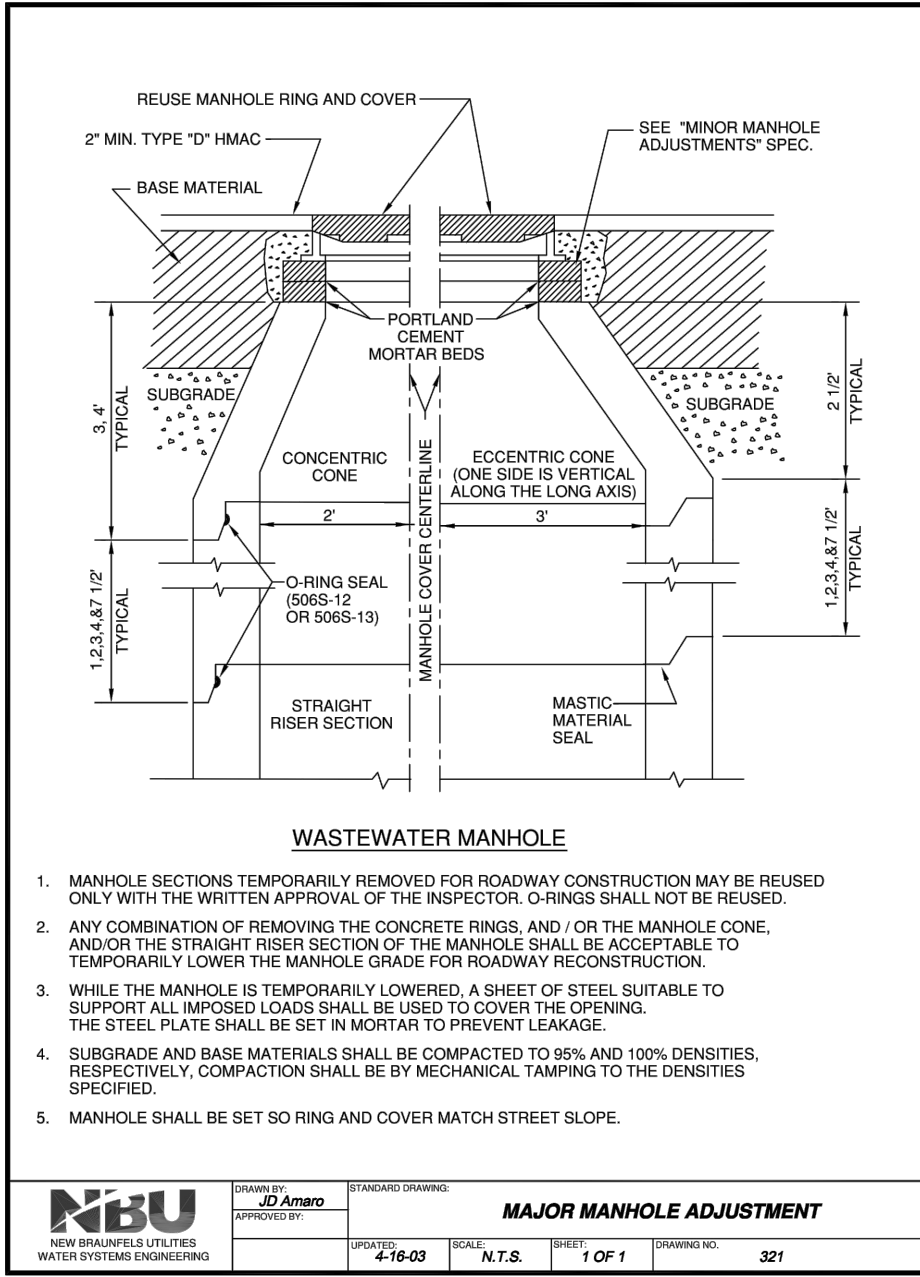 REUSE MANHOLE RING AND COVER
2" MIN. TYPE "D" HMAC
SEE "MINOR MANHOLE
ADJUSTMENTS" SPEC.
BASE MATERIAL
PORTLAND
CEMENT
MORTAR BEDS
SUBGRADE
SUBGRADE
3, 4'
TYPICAL
2 1/2'
TYPICAL
CONCENTRIC
CONE
MANHOLE COVER CENTERLINE
ECCENTRIC CONE
(ONE SIDE IS VERTICAL
ALONG THE LONG AXIS)
2'
3'
O-RING SEAL
(506S-12
OR 506S-13)
1,2,3,4,&7 1/2'
TYPICAL
1,2,3,4,&7 1/2'
TYPICAL
STRAIGHT
RISER SECTION
MASTIC
MATERIAL
SEAL
WASTEWATER MANHOLE
1. MANHOLE SECTIONS TEMPORARILY REMOVED FOR ROADWAY CONSTRUCTION MAY BE REUSED
ONLY WITH THE WRITTEN APPROVAL OF THE INSPECTOR. O-RINGS SHALL NOT BE REUSED.
2. ANY COMBINATION OF REMOVING THE CONCRETE RINGS, AND / OR THE MANHOLE CONE,
AND/OR THE STRAIGHT RISER SECTION OF THE MANHOLE SHALL BE ACCEPTABLE TO
TEMPORARILY LOWER THE MANHOLE GRADE FOR ROADWAY RECONSTRUCTION.
3. WHILE THE MANHOLE IS TEMPORARILY LOWERED, A SHEET OF STEEL SUITABLE TO
SUPPORT ALL IMPOSED LOADS SHALL BE USED TO COVER THE OPENING.
THE STEEL PLATE SHALL BE SET IN MORTAR TO PREVENT LEAKAGE.
4. SUBGRADE AND BASE MATERIALS SHALL BE COMPACTED TO 95% AND 100% DENSITIES,
RESPECTIVELY, COMPACTION SHALL BE BY MECHANICAL TAMPING TO THE DENSITIES
SPECIFIED.
5. MANHOLE SHALL BE SET SO RING AND COVER MATCH STREET SLOPE.
NBU
NEW BRAUNFELS UTILITIES
WATER SYSTEMS ENGINEERING
DRAWN BY:
JD Amaro
APPROVED BY:
STANDARD DRAWING:
MAJOR MANHOLE ADJUSTMENT
UPDATED:
4-16-03
SCALE:
N.T.S.
SHEET:
1 OF 1
DRAWING NO.
321